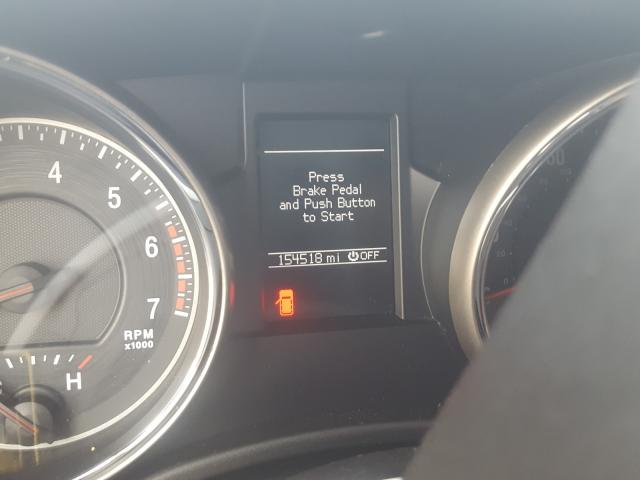 4
5
6
7
RPM
x1000
H
Press
Brake Pedal
and Push Button
to Start
154518 mi OFF